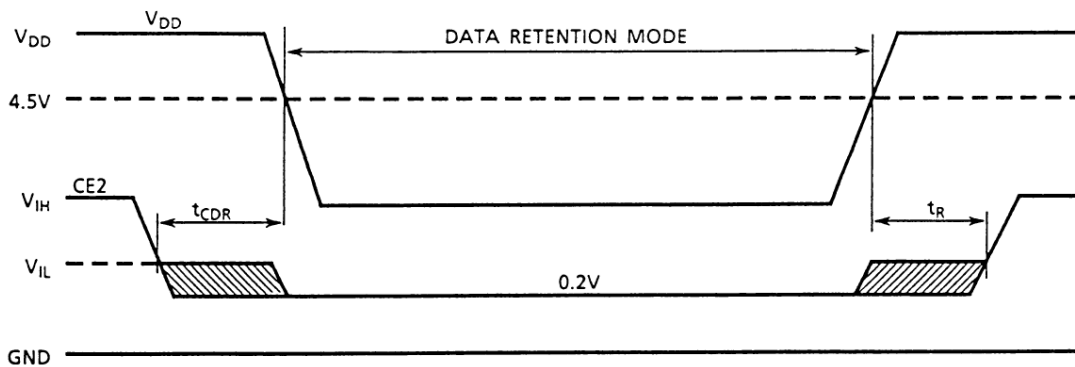 VDD
VDD
DATA RETENTION MODE
4.5V
CE2
VIH
tCDR
tR
VIL
0.2V
GND